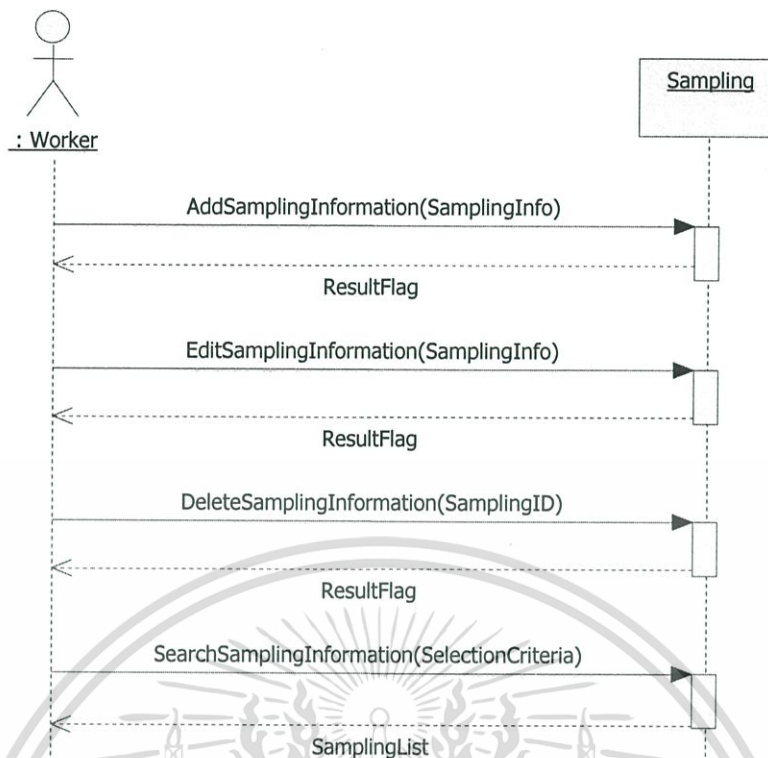 Sampling
: Worker
AddSamplingInformation(SamplingInfo)
ResultFlag
EditSamplingInformation(SamplingInfo)
ResultFlag
DeleteSamplingInformation(SamplingID)
ResultFlag
SearchSamplingInformation(SelectionCriteria)
SamplingList